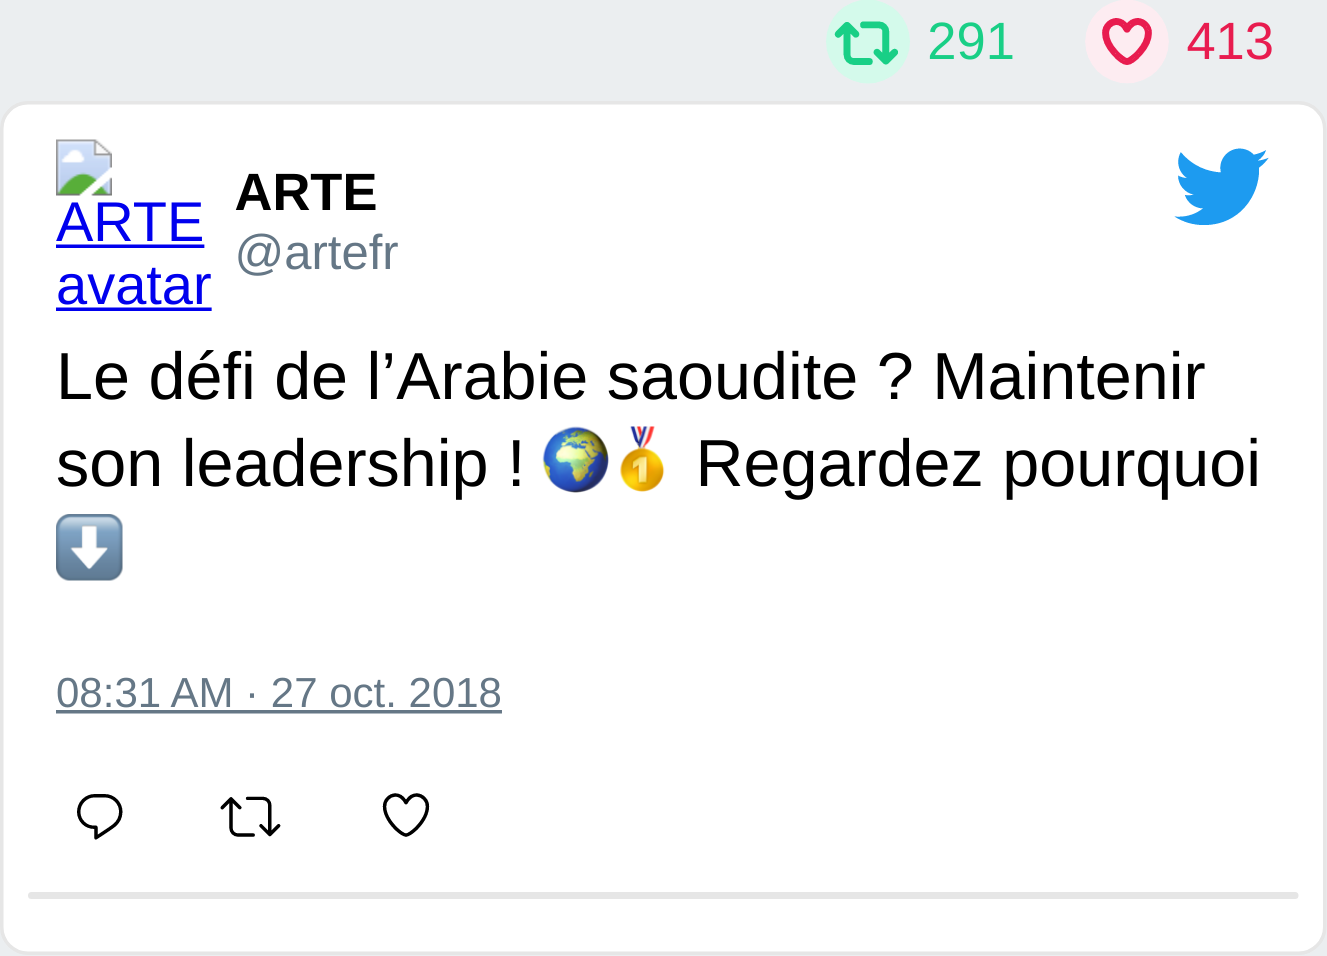 291 413
ARTE avatar
ARTE
@artefr
Le défi de l’Arabie saoudite ? Maintenir
son leadership ! 🌍🥇 Regardez pourquoi
⬇️
08:31 AM · 27 oct. 2018